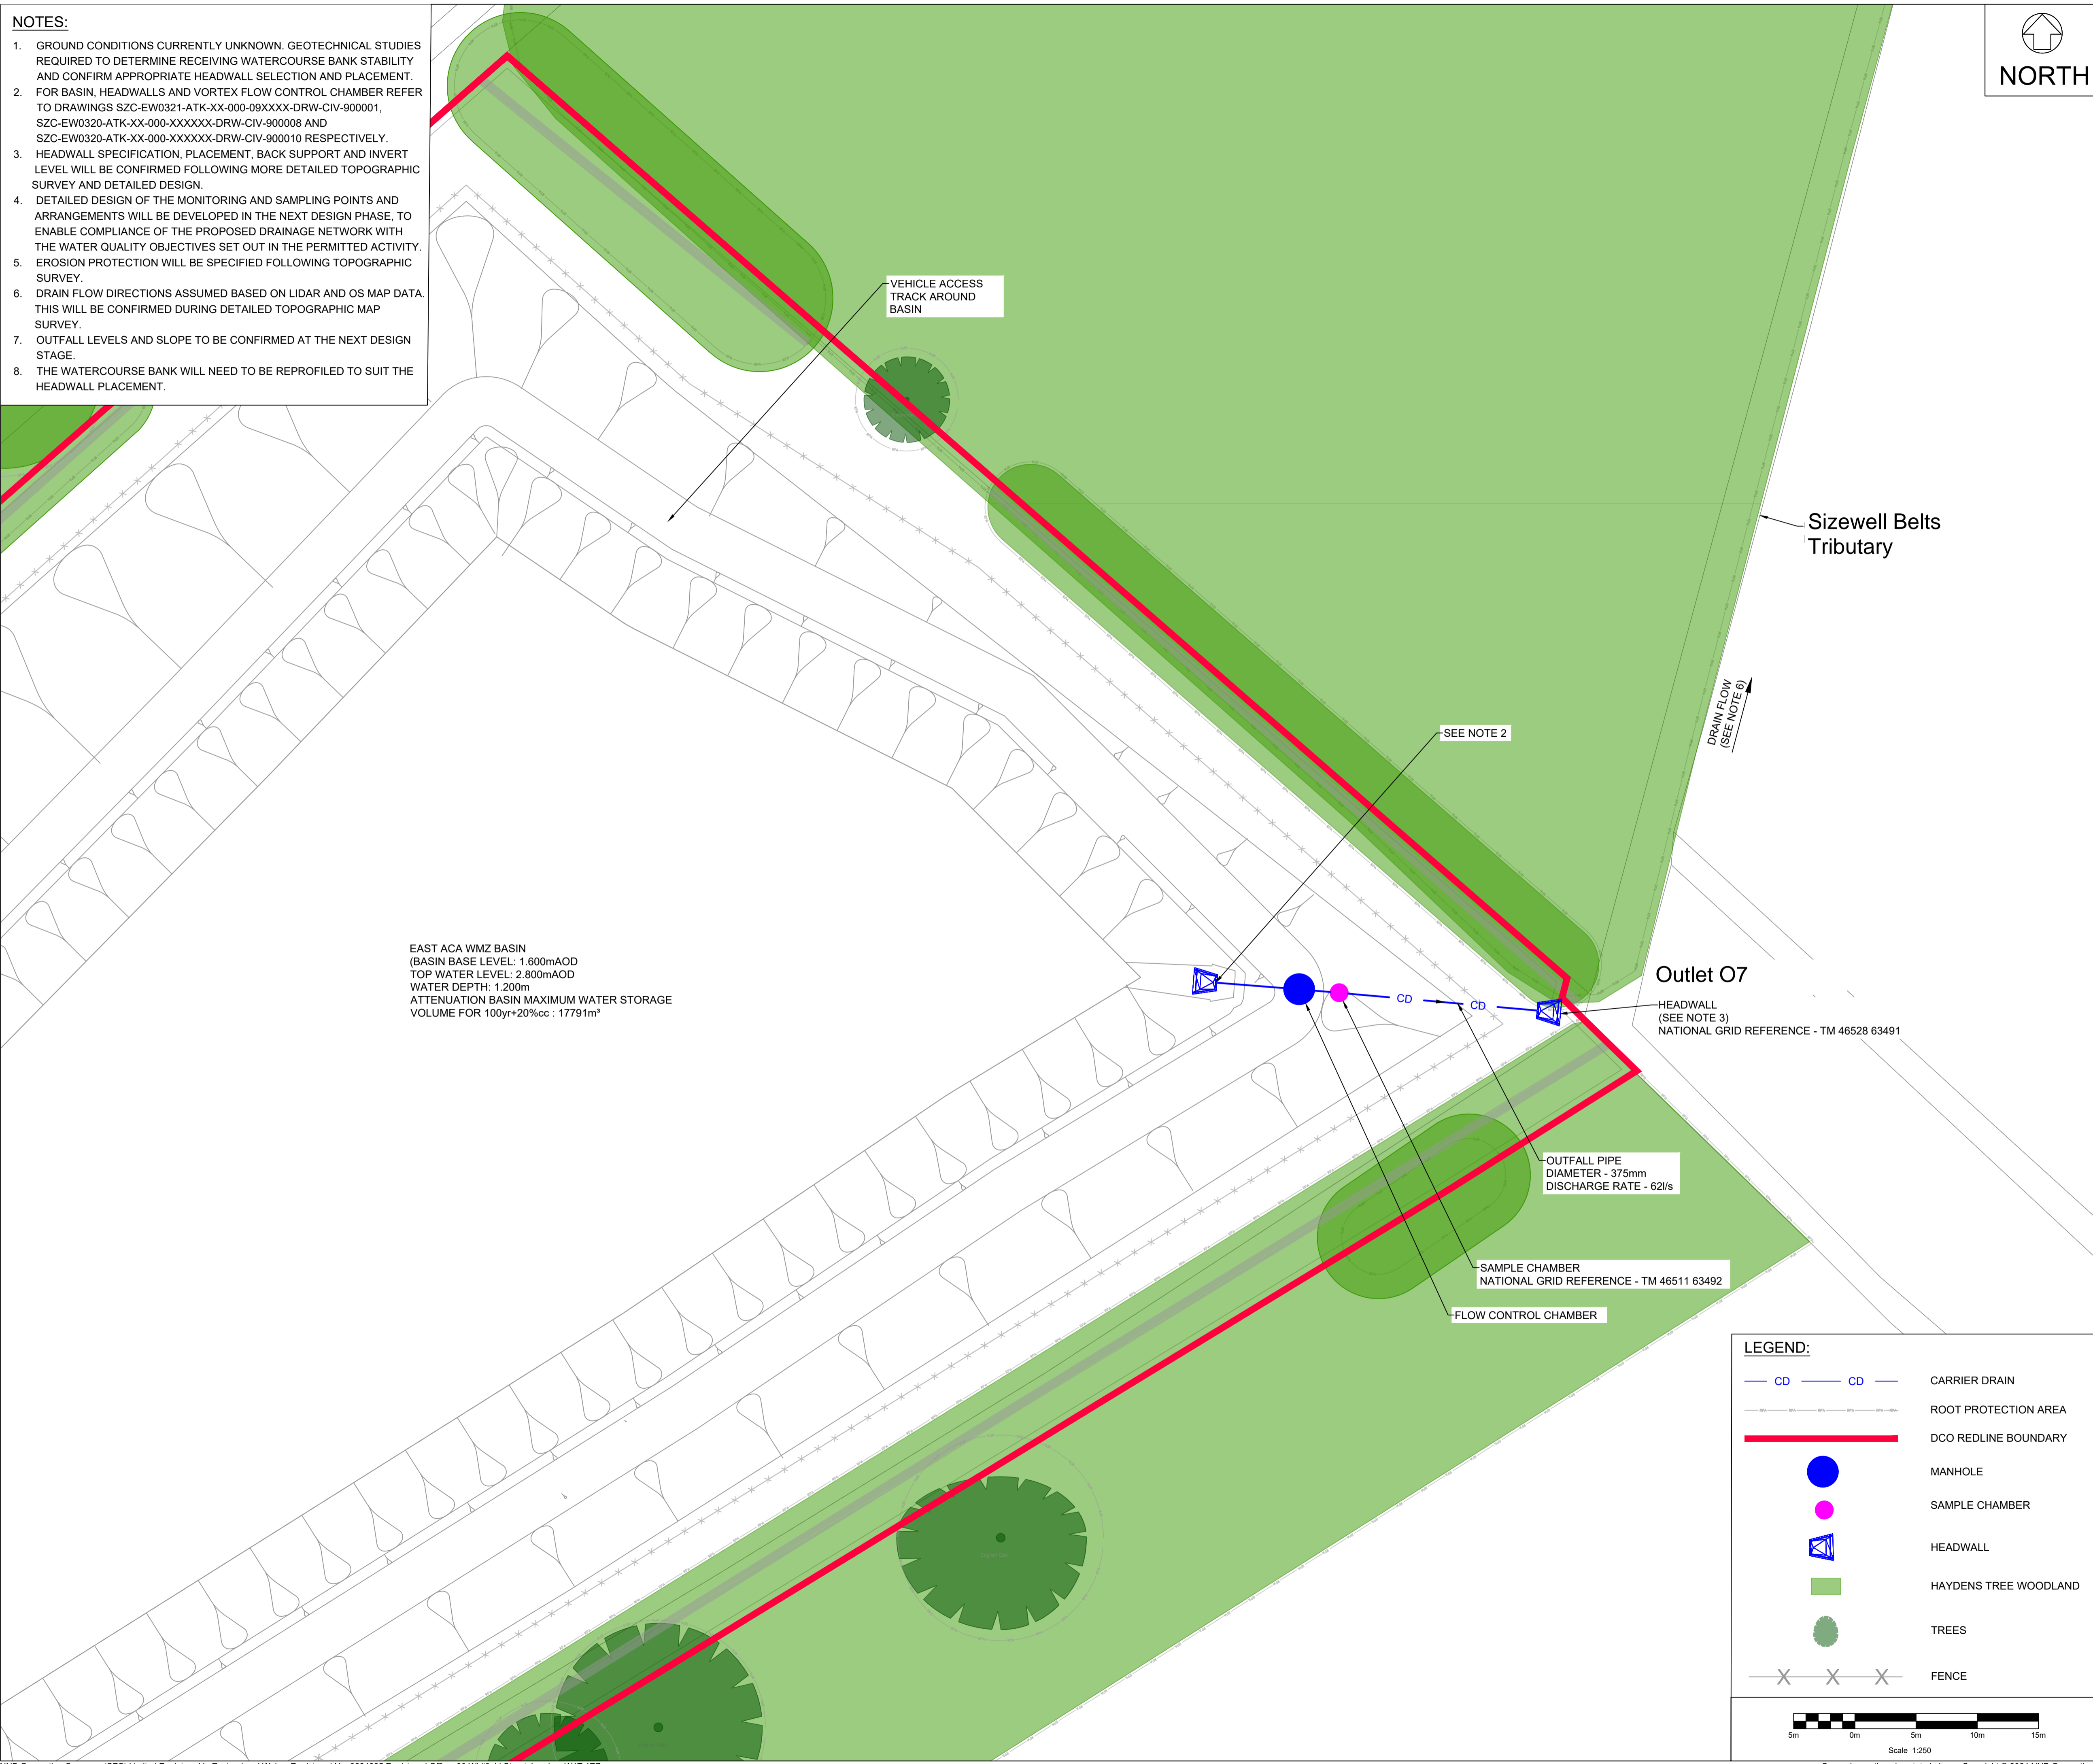 NOTES:
1. GROUND CONDITIONS CURRENTLY UNKNOWN. GEOTECHNICAL STUDIES
REQUIRED TO DETERMINE RECEIVING WATERCOURSE BANK STABILITY
AND CONFIRM APPROPRIATE HEADWALL SELECTION AND PLACEMENT.
2. FOR BASIN, HEADWALLS AND VORTEX FLOW CONTROL CHAMBER REFER
TO DRAWINGS SZC-EW0321-ATK-XX-000-09XXXX-DRW-CIV-900001,
SZC-EW0320-ATK-XX-000-XXXXXX-DRW-CIV-900008 AND
SZC-EW0320-ATK-XX-000-XXXXXX-DRW-CIV-900010 RESPECTIVELY.
3. HEADWALL SPECIFICATION, PLACEMENT, BACK SUPPORT AND INVERT
LEVEL WILL BE CONFIRMED FOLLOWING MORE DETAILED TOPOGRAPHIC
SURVEY AND DETAILED DESIGN.
4. DETAILED DESIGN OF THE MONITORING AND SAMPLING POINTS AND
ARRANGEMENTS WILL BE DEVELOPED IN THE NEXT DESIGN PHASE, TO
ENABLE COMPLIANCE OF THE PROPOSED DRAINAGE NETWORK WITH
THE WATER QUALITY OBJECTIVES SET OUT IN THE PERMITTED ACTIVITY.
5. EROSION PROTECTION WILL BE SPECIFIED FOLLOWING TOPOGRAPHIC
SURVEY.
6. DRAIN FLOW DIRECTIONS ASSUMED BASED ON LIDAR AND OS MAP DATA.
THIS WILL BE CONFIRMED DURING DETAILED TOPOGRAPHIC MAP
SURVEY.
7. OUTFALL LEVELS AND SLOPE TO BE CONFIRMED AT THE NEXT DESIGN
STAGE.
8. THE WATERCOURSE BANK WILL NEED TO BE REPROFILED TO SUIT THE
HEADWALL PLACEMENT.
NORTH
VEHICLE ACCESS
TRACK AROUND
BASIN
Sizewell Belts
Tributary
DRAIN FLOW
(SEE NOTE 6)
SEE NOTE 2
EAST ACA WMZ BASIN
(BASIN BASE LEVEL: 1.600mAOD
TOP WATER LEVEL: 2.800mAOD
WATER DEPTH: 1.200m
ATTENUATION BASIN MAXIMUM WATER STORAGE
VOLUME FOR 100yr+20%cc : 17791m³
CD CD
Outlet O7
HEADWALL
(SEE NOTE 3)
NATIONAL GRID REFERENCE - TM 46528 63491
OUTFALL PIPE
DIAMETER - 375mm
DISCHARGE RATE - 62l/s
SAMPLE CHAMBER
NATIONAL GRID REFERENCE - TM 46511 63492
FLOW CONTROL CHAMBER
LEGEND:
CD CD CARRIER DRAIN
ROOT PROTECTION AREA
DCO REDLINE BOUNDARY
MANHOLE
SAMPLE CHAMBER
HEADWALL
HAYDENS TREE WOODLAND
TREES
X X X FENCE
5m 0m 5m 10m 15m
Scale 1:250